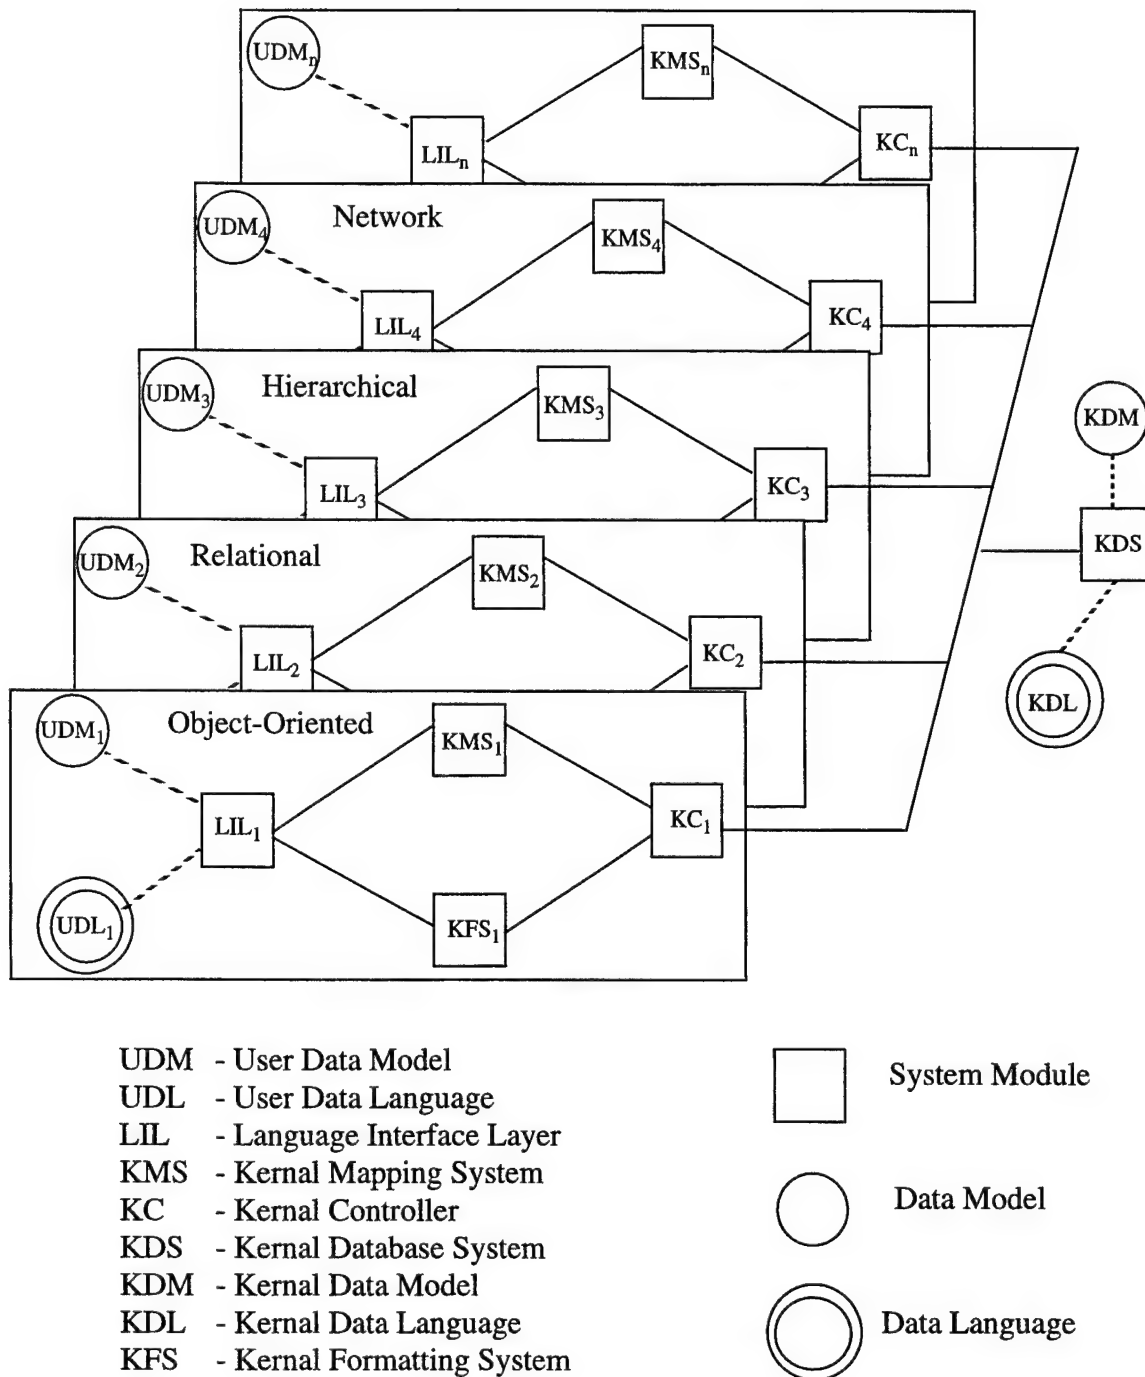 UDMₙ
KMSₙ
LILₙ
KCₙ
UDM₄
Network
KMS₄
LIL₄
KC₄
UDM₃
Hierarchical
KMS₃
LIL₃
KC₃
KDM
KDS
KDL
UDM₂
Relational
KMS₂
LIL₂
KC₂
UDM₁
Object-Oriented
KMS₁
LIL₁
KC₁
UDL₁
KFS₁
UDM - User Data Model
UDL - User Data Language
LIL - Language Interface Layer
KMS - Kernal Mapping System
KC - Kernal Controller
KDS - Kernal Database System
KDM - Kernal Data Model
KDL - Kernal Data Language
KFS - Kernal Formatting System
System Module
Data Model
Data Language